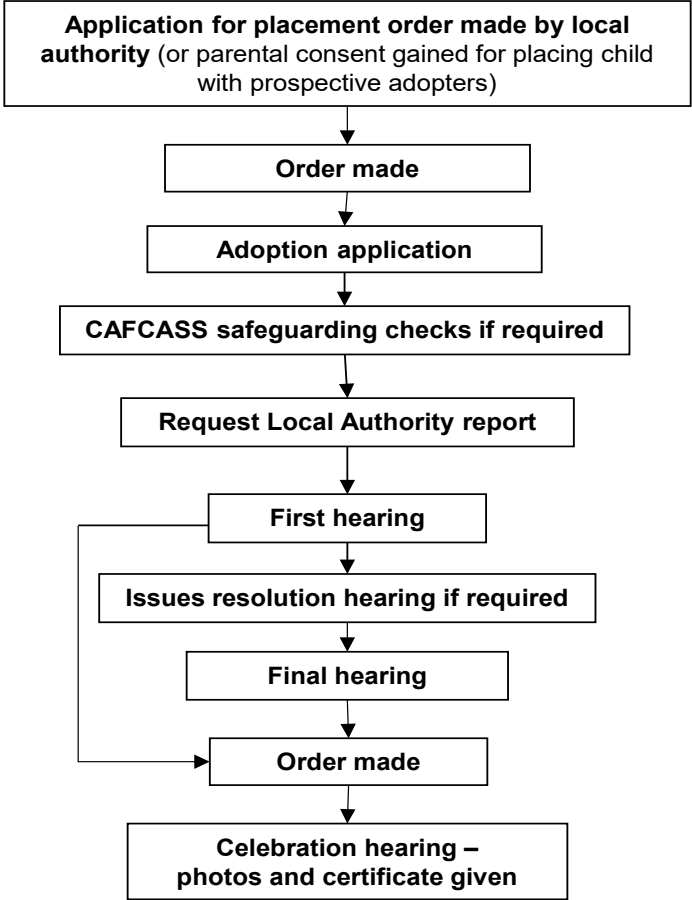 Application for placement order made by local
authority (or parental consent gained for placing child
with prospective adopters)
Order made
Adoption application
CAFCASS safeguarding checks if required
Request Local Authority report
First hearing
Issues resolution hearing if required
Final hearing
Order made
Celebration hearing –
photos and certificate given